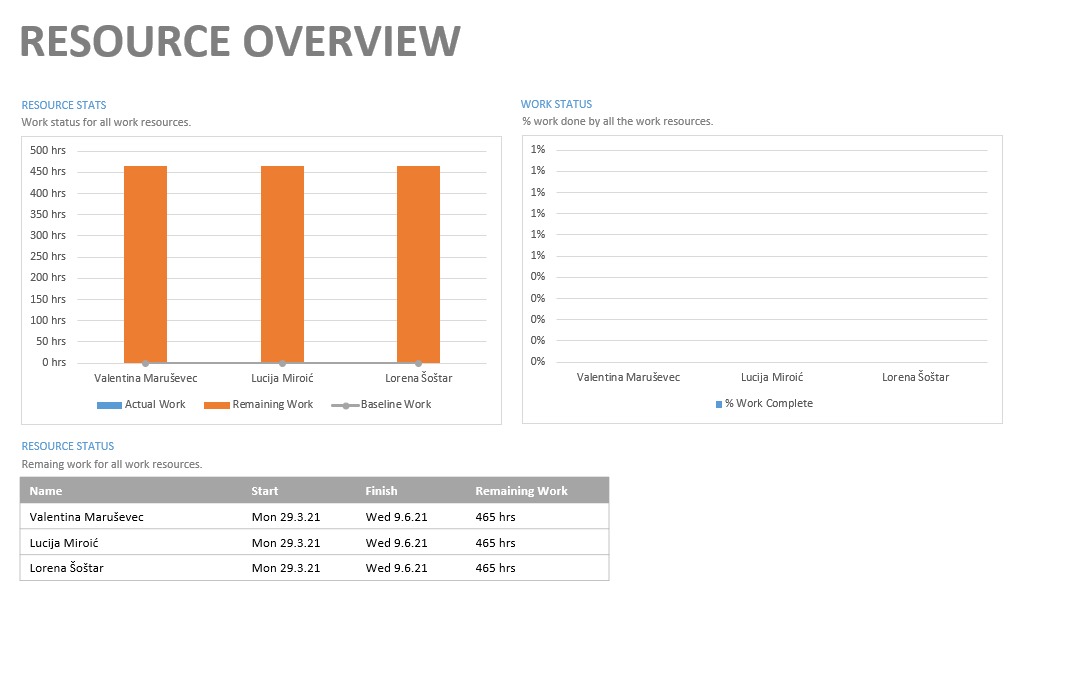 RESOURCE OVERVIEW
RESOURCE STATS
Work status for all work resources.
500 hrs
450 hrs
400 hrs
350 hrs
300 hrs
250 hrs
200 hrs
150 hrs
100 hrs
50 hrs
0 hrs
Valentina Maruševec Lucija Miroić Lorena Šoštar
Actual Work Remaining Work Baseline Work
WORK STATUS
% work done by all the work resources.
1%
1%
1%
1%
1%
1%
0%
0%
0%
0%
0%
Valentina Maruševec Lucija Miroić Lorena Šoštar
% Work Complete
RESOURCE STATUS
Remaing work for all work resources.
Name Start Finish Remaining Work
Valentina Maruševec Mon 29.3.21 Wed 9.6.21 465 hrs
Lucija Miroić Mon 29.3.21 Wed 9.6.21 465 hrs
Lorena Šoštar Mon 29.3.21 Wed 9.6.21 465 hrs